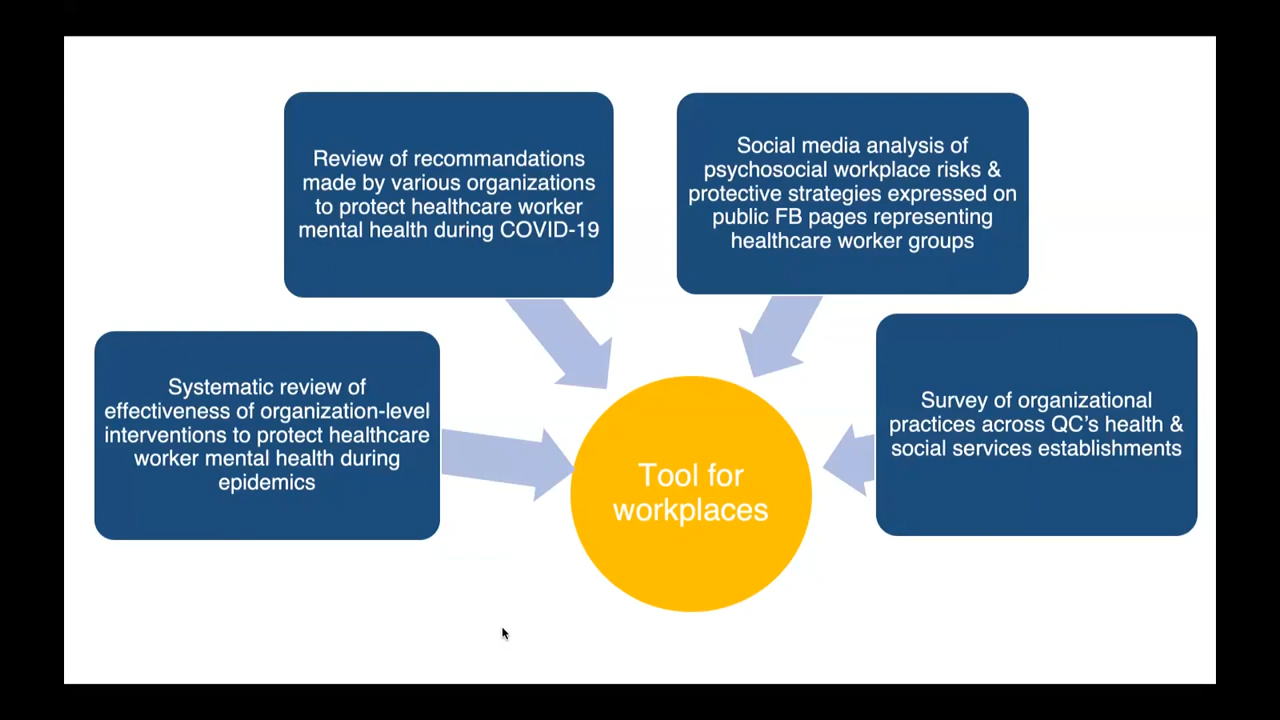 Review of recommandations
made by various organizations
to protect healthcare worker
mental health during COVID-19
Social media analysis of
psychosocial workplace risks &
protective strategies expressed on
public FB pages representing
healthcare worker groups
Systematic review of
effectiveness of organization-level
interventions to protect healthcare
worker mental health during
epidemics
Survey of organizational
practices across QC’s health &
social services establishments
Tool for
workplaces